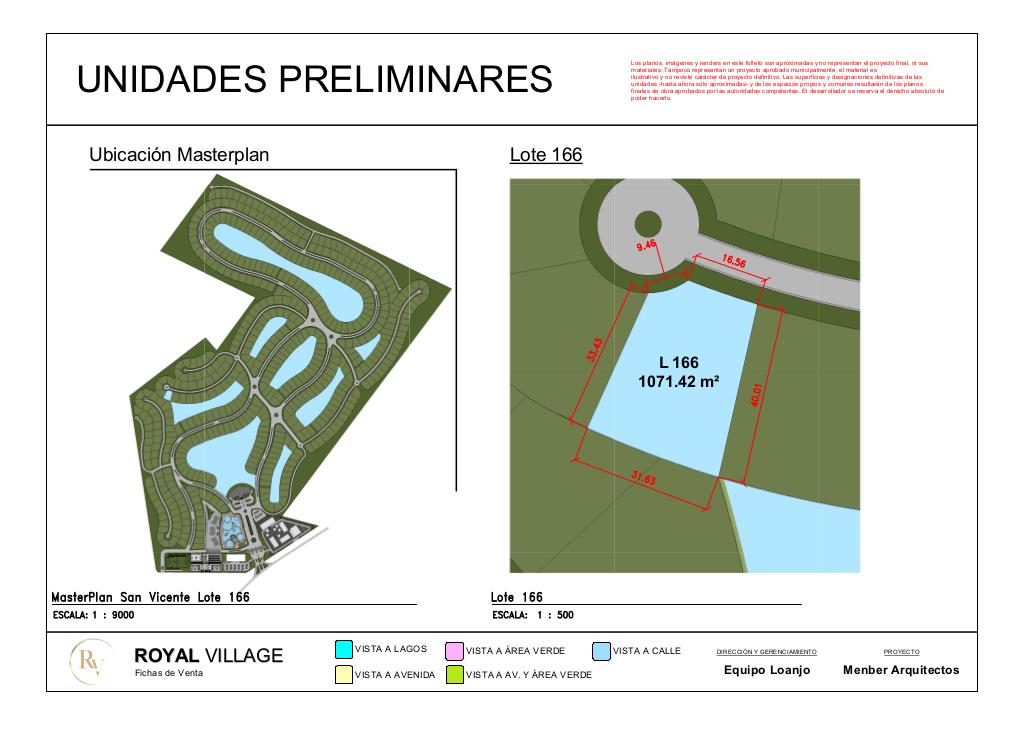 UNIDADES PRELIMINARES
Los planos, imágenes y renders en este folleto son aproximadas y no representan el proyecto final, ni sus
materiales. Tampoco representan un proyecto aprobado municipalmente, el material es
ilustrativo y no reviste carácter de proyecto definitivo. Las superficies y designaciones definitivas de las
unidades -hasta ahora sólo aproximadas- y de los espacios propios y comunes resultarán de los planos
finales de obra aprobados por las autoridades competentes. El desarrollador se reserva el derecho absoluto de
poder hacerlo.
Ubicación Masterplan
Lote 166
9.46
16.56
33.43
L 166
1071.42 m²
40.01
31.63
MasterPlan San Vicente Lote 166
ESCALA: 1 : 9000
Lote 166
ESCALA: 1 : 500
RV
ROYAL VILLAGE
Fichas de Venta
VISTA A LAGOS
VISTA A ÁREA VERDE
VISTA A CALLE
VISTA A AVENIDA
VISTA A AV. Y ÁREA VERDE
DIRECCIÓN Y GERENCIAMIENTO
Equipo Loanjo
PROYECTO
Menber Arquitectos